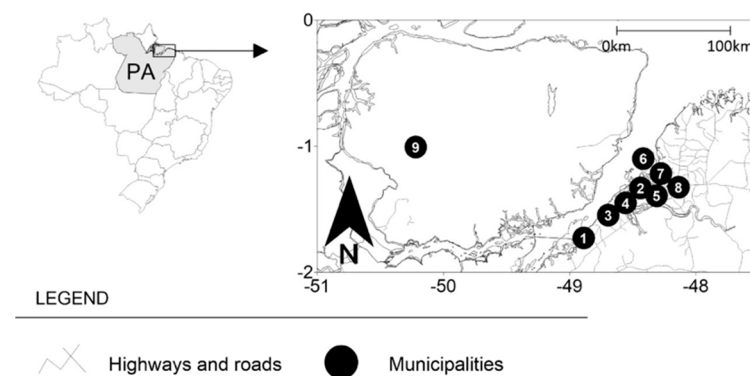 PA
0
0km 100km
-1
9
6
7
2 8
4 5
3
1
N
-2
-51 -50 -49 -48
LEGEND
Highways and roads Municipalities